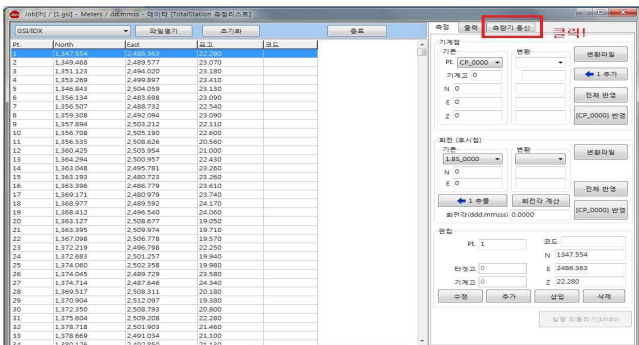 Job[lh] / [1.gsi] - Meters / dd.mmss - 데이타 [TotalStation 측정리스트]
GSI/IDX 파일열기 초기화 종료
Pt. North East 표고 코드
1 1,347.554 2,486.363 22.280
2 1,349.468 2,489.577 23.070
3 1,351.123 2,494.020 23.180
4 1,353.269 2,499.897 23.410
5 1,346.843 2,504.059 23.130
6 1,356.134 2,483.698 23.090
7 1,356.507 2,488.732 22.540
8 1,359.308 2,492.094 23.090
9 1,357.894 2,503.212 22.110
10 1,356.708 2,505.190 22.600
11 1,356.535 2,508.626 20.560
12 1,360.425 2,505.954 21.000
13 1,364.294 2,500.957 22.430
14 1,363.048 2,495.781 23.260
15 1,363.193 2,480.723 23.260
16 1,363.396 2,486.779 23.610
17 1,369.171 2,480.979 23.740
18 1,368.977 2,489.592 24.170
19 1,368.412 2,496.540 24.060
20 1,363.127 2,508.677 19.050
21 1,363.395 2,509.974 19.710
22 1,367.098 2,506.778 19.570
23 1,372.219 2,496.798 22.250
24 1,372.683 2,501.257 19.940
25 1,374.060 2,502.358 19.980
26 1,374.045 2,489.729 23.580
27 1,374.714 2,487.646 24.340
28 1,369.517 2,508.311 20.180
29 1,370.904 2,512.097 19.380
30 1,372.350 2,508.793 20.800
31 1,375.604 2,509.208 22.280
32 1,378.718 2,501.903 21.460
33 1,378.669 2,491.034 21.100
34 1,380.126 2,492.850 21.130
측점 출력 측량기 통신
클릭!
기계점
기준 변환
Pt. CP_0000 변환파일
기계고 0 1 추가
N 0
E 0 전체 반영
Z 0 [CP_0000] 반영
회전 (후시점)
기준 변환
1.BS_0000 변환파일
N 0
E 0 전체 반영
1 추출 회전각 계산
회전각(ddd.mmsss) 0.0000 [CP_0000] 반영
편집
Pt. 1 코드
N 1347.554
타겟고 0 E 2486.363
기계고 0 Z 22.280
수정 추가 삽입 삭제
실행 되돌리기(Undo)